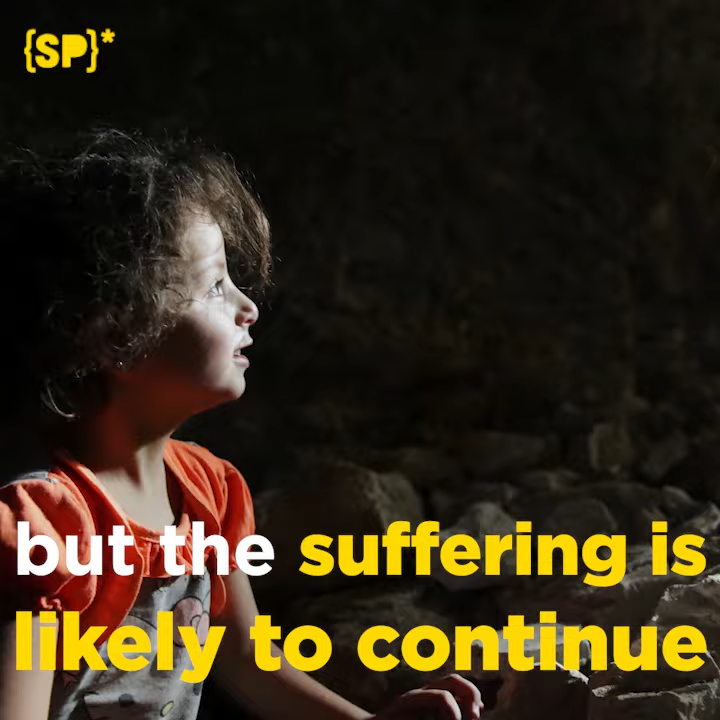 {SP}*
but the suffering is
likely to continue